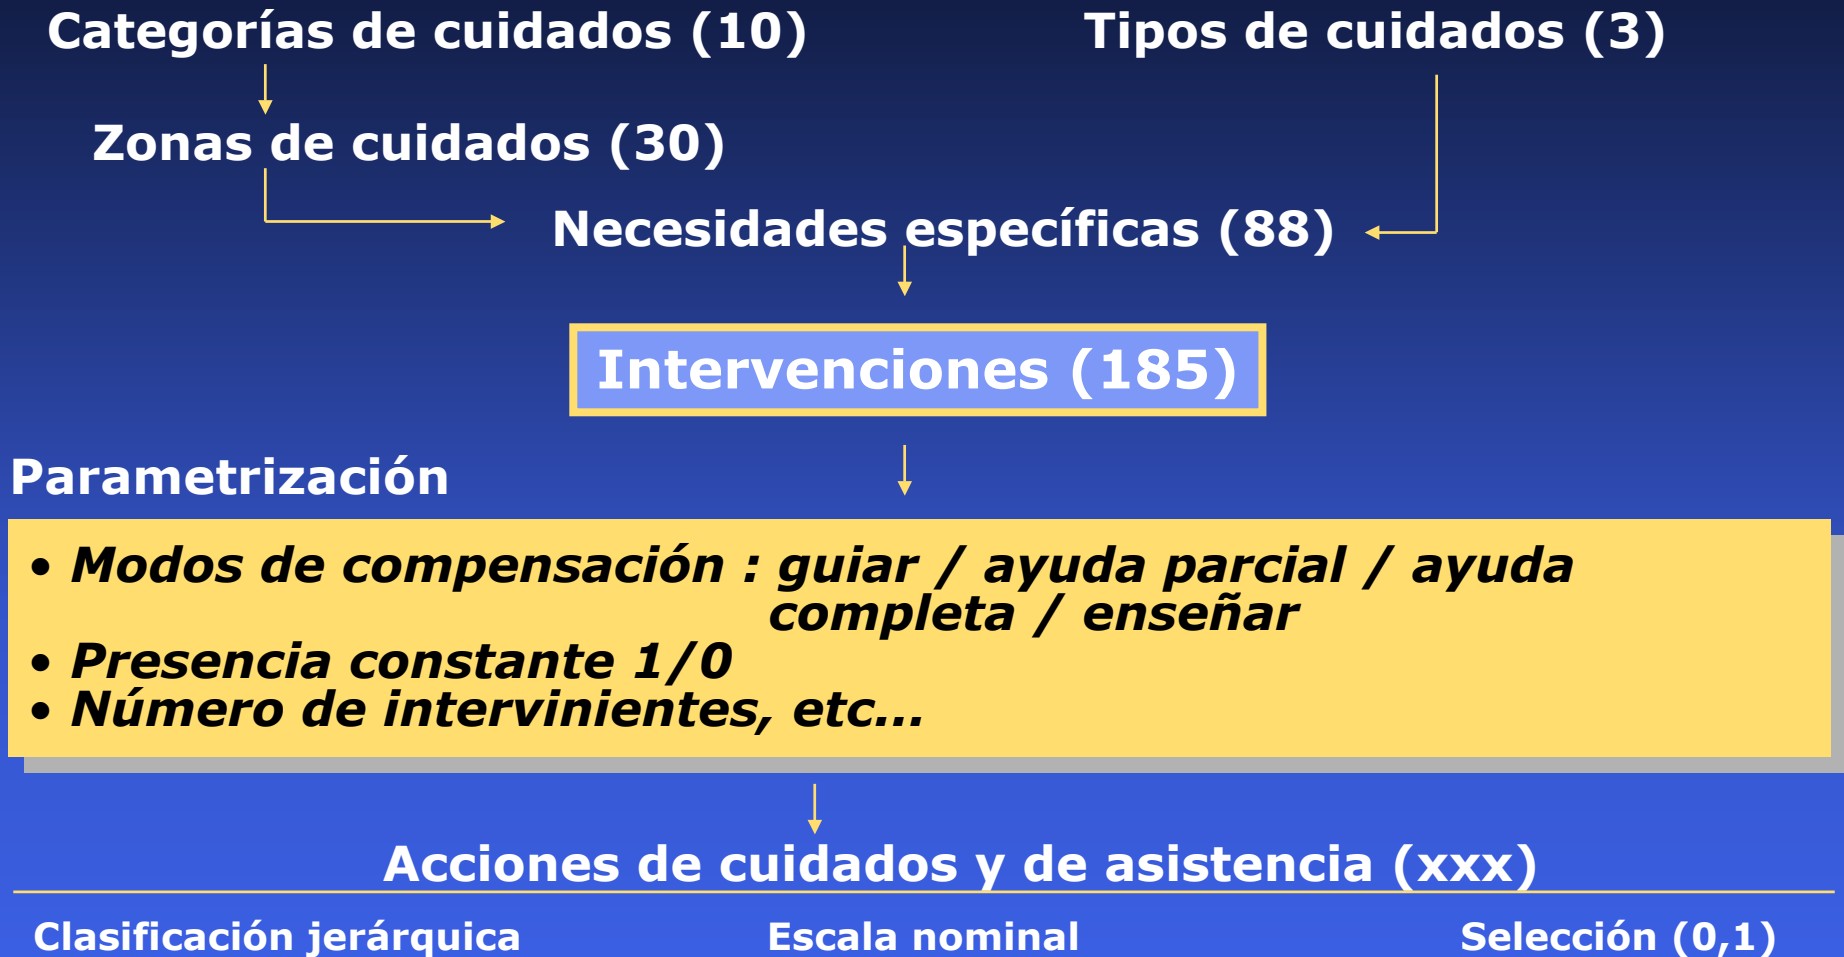 Categorías de cuidados (10)
Tipos de cuidados (3)
Zonas de cuidados (30)
Necesidades específicas (88)
Intervenciones (185)
Parametrización
• Modos de compensación : guiar / ayuda parcial / ayuda
completa / enseñar
• Presencia constante 1/0
• Número de intervinientes, etc...
Acciones de cuidados y de asistencia (xxx)
Clasificación jerárquica
Escala nominal
Selección (0,1)